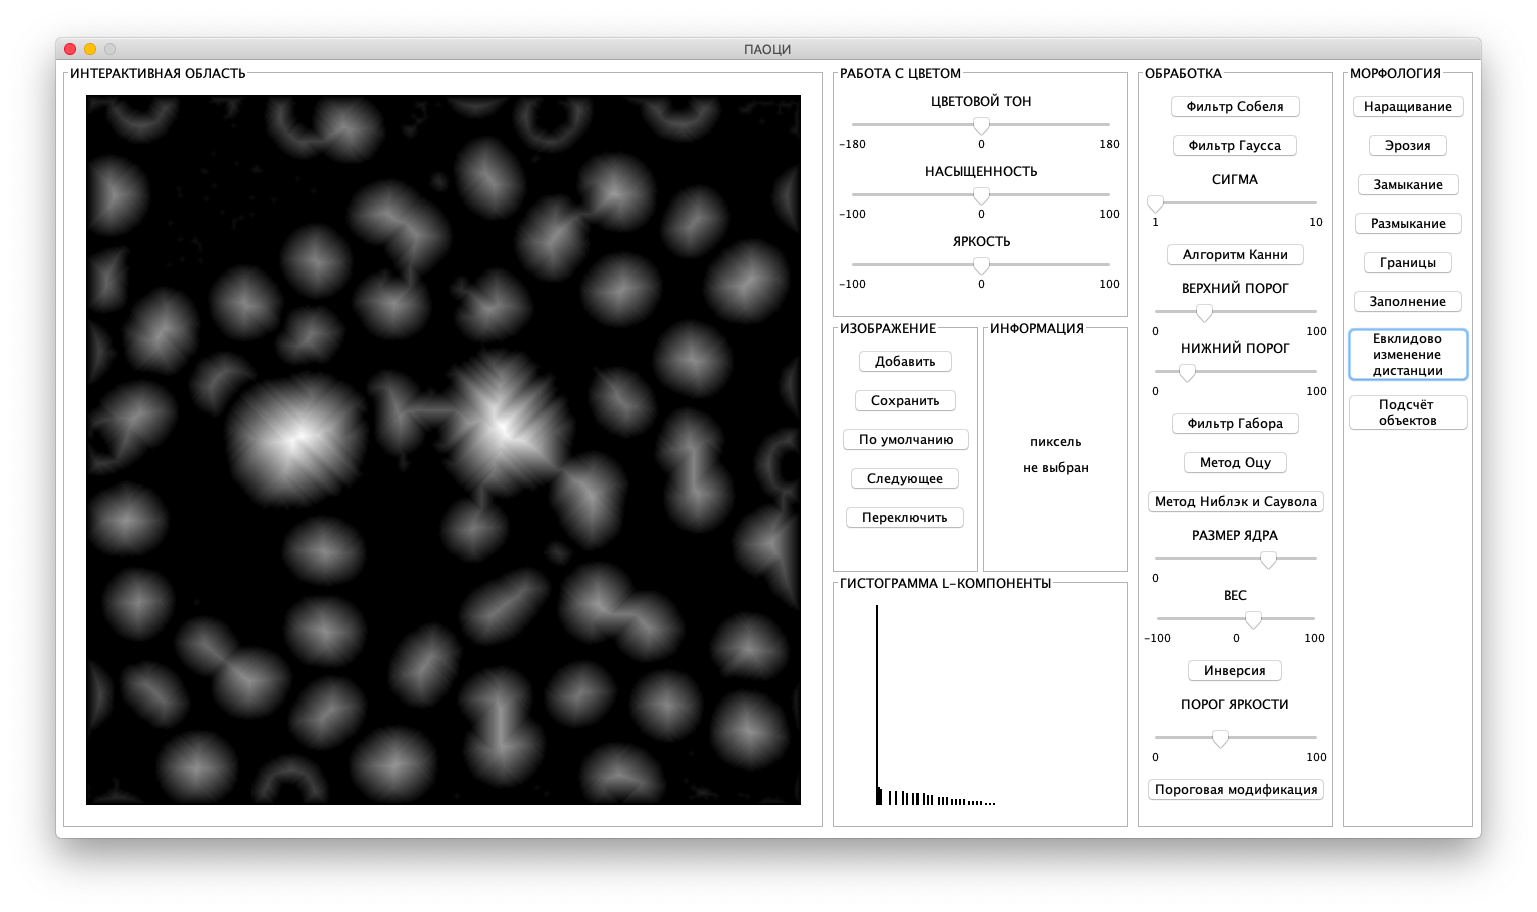 ПАОЦИ
ИНТЕРАКТИВНАЯ ОБЛАСТЬ
РАБОТА С ЦВЕТОМ
ЦВЕТОВОЙ ТОН
-180 0 180
НАСЫЩЕННОСТЬ
-100 0 100
ЯРКОСТЬ
-100 0 100
ИЗОБРАЖЕНИЕ
Добавить
Сохранить
По умолчанию
Следующее
Переключить
ИНФОРМАЦИЯ
пиксель
не выбран
ГИСТОГРАММА L-КОМПОНЕНТЫ
ОБРАБОТКА
Фильтр Собеля
Фильтр Гаусса
СИГМА
1 10
Алгоритм Канни
ВЕРХНИЙ ПОРОГ
0 100
НИЖНИЙ ПОРОГ
0 100
Фильтр Габора
Метод Оцу
Метод Ниблэк и Саувола
РАЗМЕР ЯДРА
0
ВЕС
-100 0 100
Инверсия
ПОРОГ ЯРКОСТИ
0 100
Пороговая модификация
МОРФОЛОГИЯ
Наращивание
Эрозия
Замыкание
Размыкание
Границы
Заполнение
Евклидово
изменение
дистанции
Подсчёт
объектов